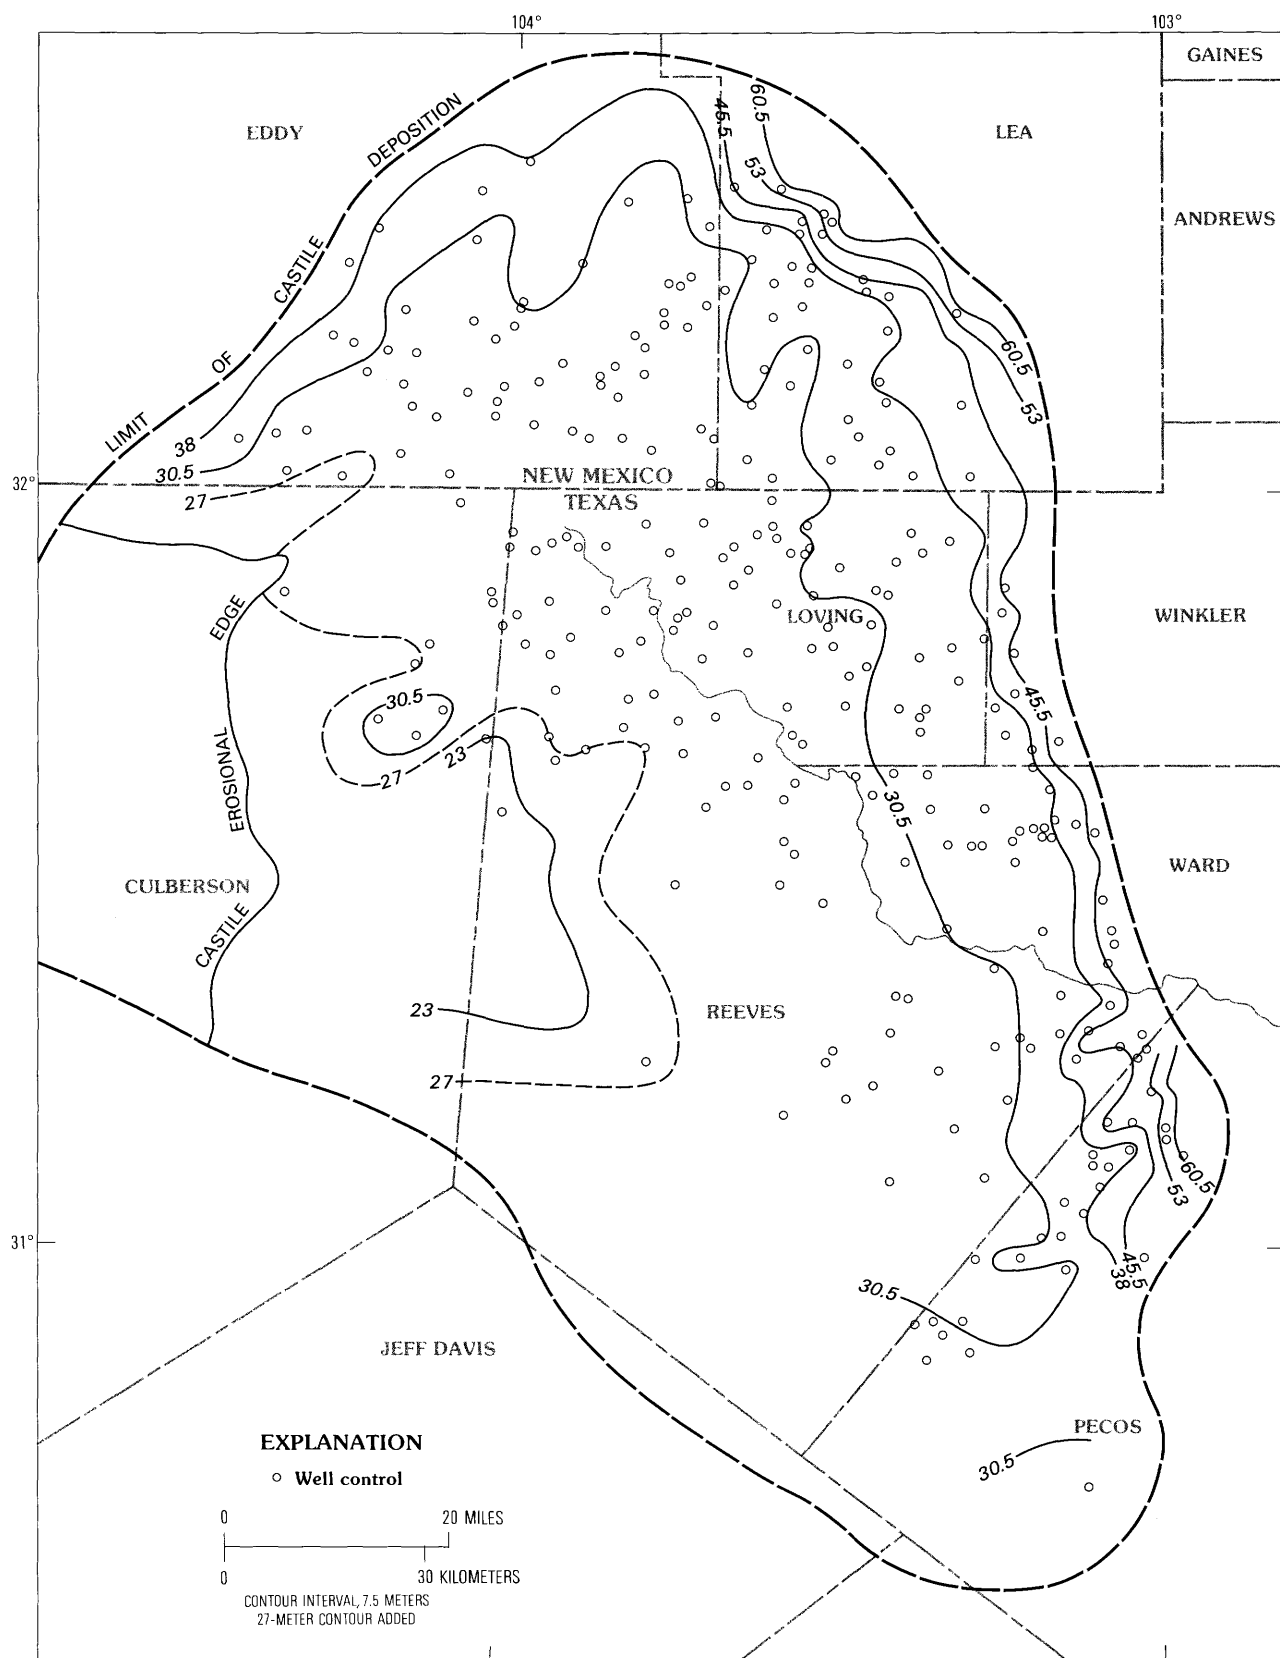 104°
103°
GAINES
EDDY
DEPOSITION
45.5
60.5
LEA
53
ANDREWS
CASTILE
OF
60.5
LIMIT
53
38
30.5
32°
27
NEW MEXICO
TEXAS
EDGE
LOVING
WINKLER
30.5
45.5
23
27
EROSIONAL
30.5
CULBERSON
WARD
CASTILE
23
REEVES
27
60.5
53
31°
45.5
38
30.5
JEFF DAVIS
PECOS
EXPLANATION
Well control
30.5
0 20 MILES
0 30 KILOMETERS
CONTOUR INTERVAL, 7.5 METERS
27-METER CONTOUR ADDED